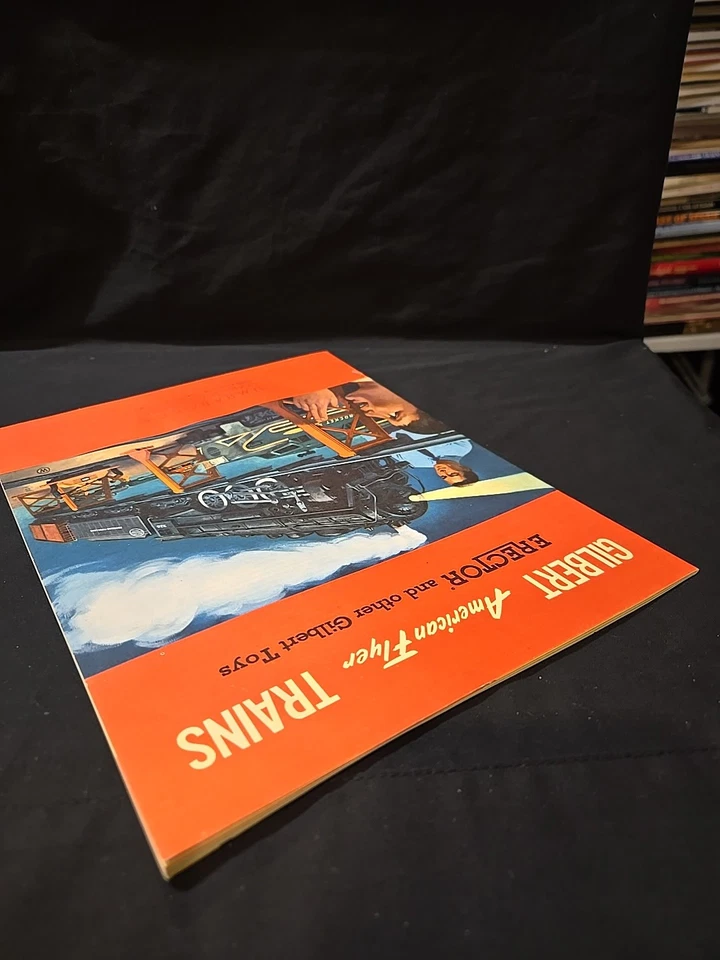 GILBERT American Flyer TRAINS
ERECTOR and other Gilbert Toys
W